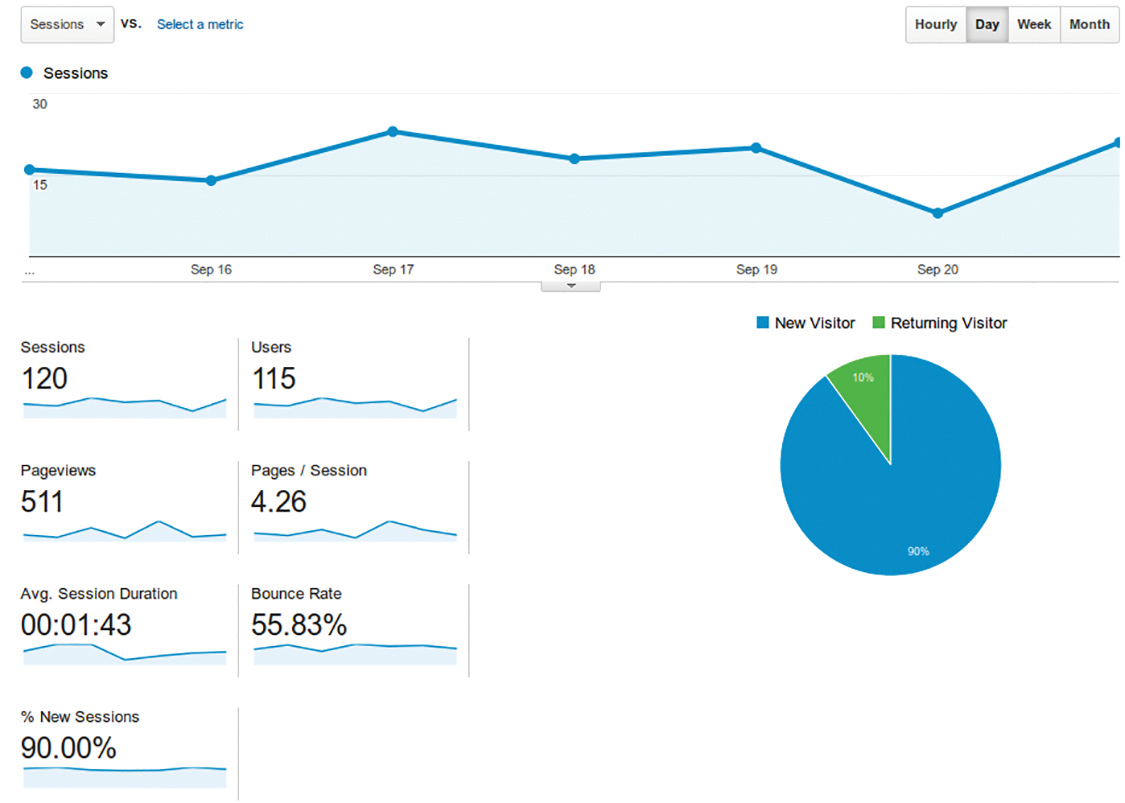 Sessions vs. Select a metric Hourly Day Week Month
Sessions
30
15
... Sep 16 Sep 17 Sep 18 Sep 19 Sep 20
New Visitor Returning Visitor
10%
90%
Sessions Users
120 115
Pageviews Pages / Session
511 4.26
Avg. Session Duration Bounce Rate
00:01:43 55.83%
% New Sessions
90.00%